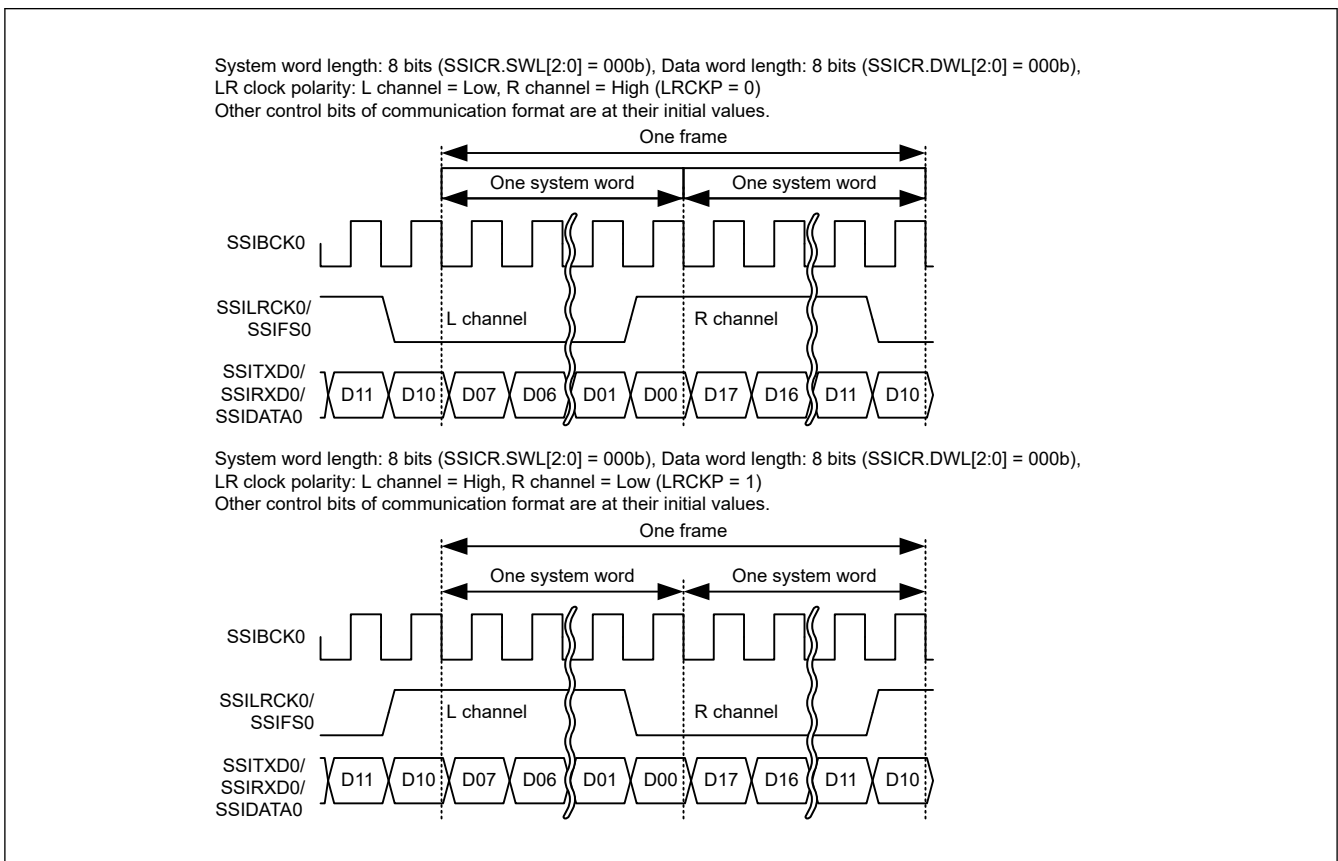 System word length: 8 bits (SSICR.SWL[2:0] = 000b), Data word length: 8 bits (SSICR.DWL[2:0] = 000b),
LR clock polarity: L channel = Low, R channel = High (LRCKP = 0)
Other control bits of communication format are at their initial values.
One frame
One system word One system word
SSIBCK0
SSILRCK0/
SSIFS0
L channel R channel
SSITXD0/
SSIRXD0/
SSIDATA0
D11 D10 D07 D06 D01 D00 D17 D16 D11 D10
System word length: 8 bits (SSICR.SWL[2:0] = 000b), Data word length: 8 bits (SSICR.DWL[2:0] = 000b),
LR clock polarity: L channel = High, R channel = Low (LRCKP = 1)
Other control bits of communication format are at their initial values.
One frame
One system word One system word
SSIBCK0
SSILRCK0/
SSIFS0
L channel R channel
SSITXD0/
SSIRXD0/
SSIDATA0
D11 D10 D07 D06 D01 D00 D17 D16 D11 D10